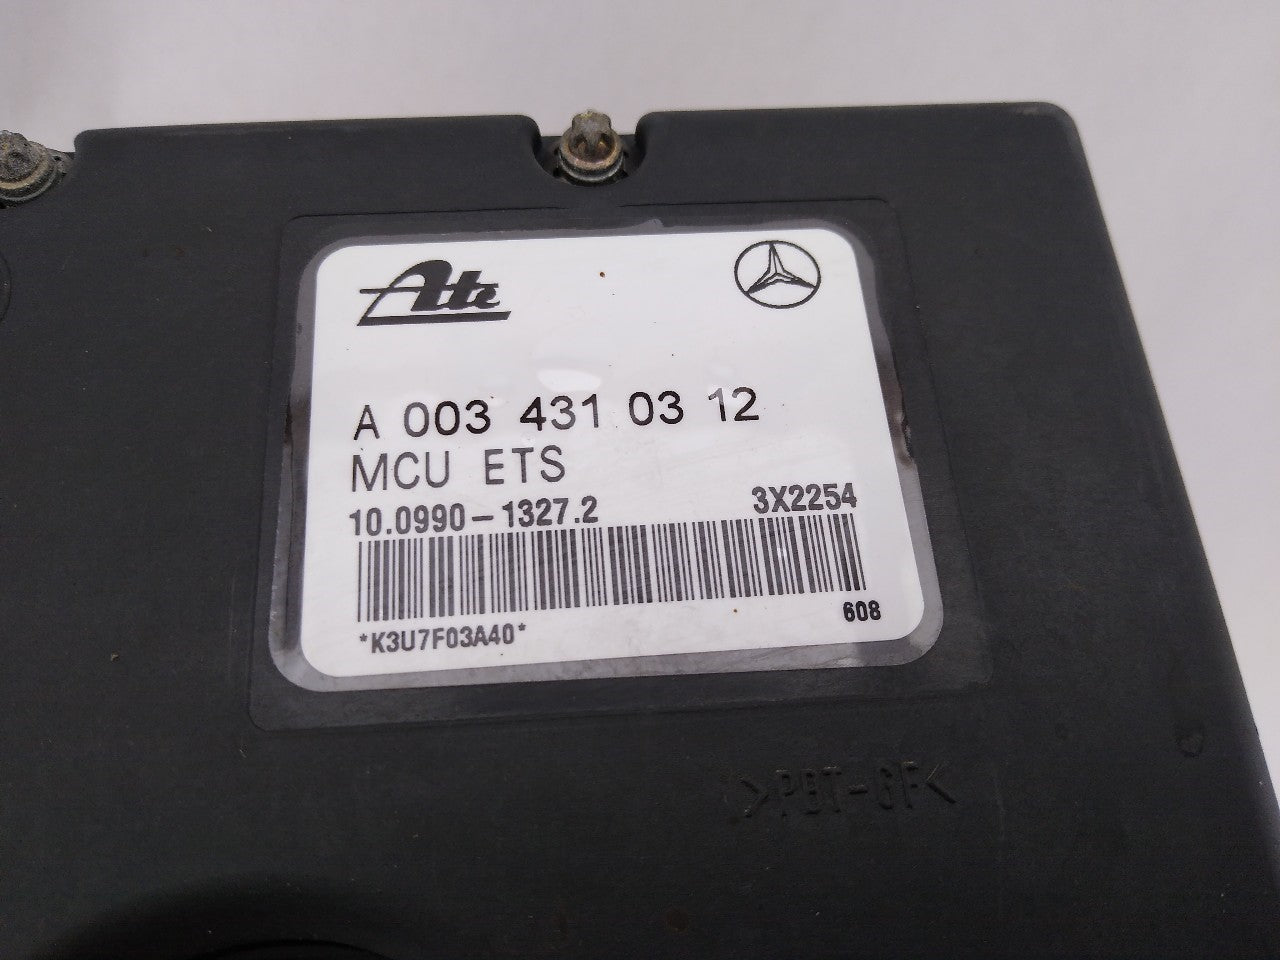 Ate
A 003 431 03 12
MCU ETS
10.0990-1327.2 3X2254
*K3U7F03A40* 608
>PBT-GF<